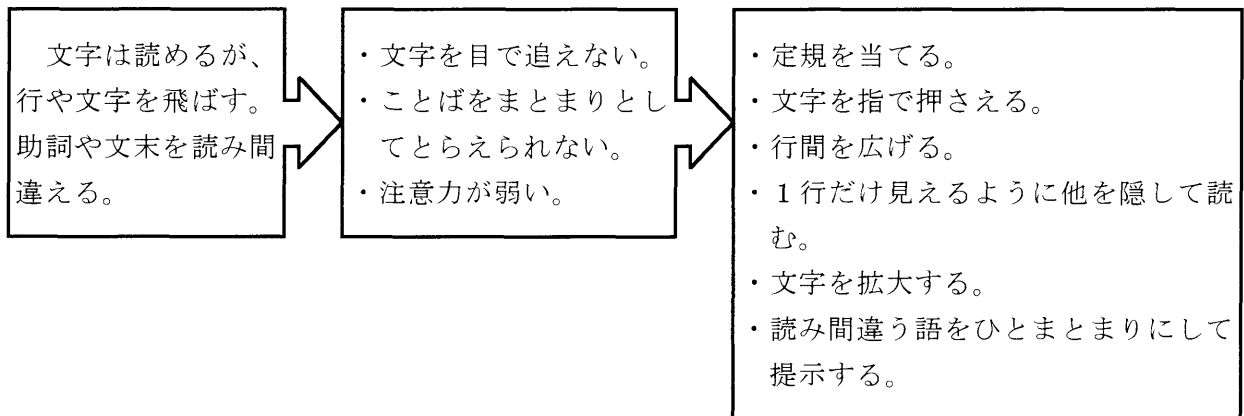 文字は読めるが、
行や文字を飛ばす。
助詞や文末を読み間
違える。
・文字を目で追えない。
・ことばをまとまりとし
てとらえられない。
・注意力が弱い。
・定規を当てる。
・文字を指で押さえる。
・行間を広げる。
・１行だけ見えるように他を隠して読
む。
・文字を拡大する。
・読み間違う語をひとまとまりにして
提示する。